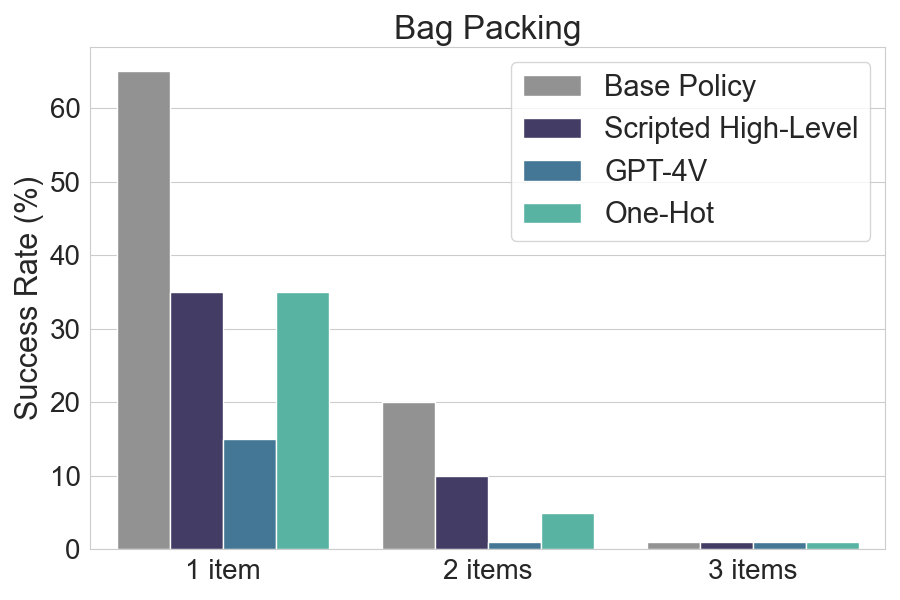 Bag Packing
Success Rate (%)
60
50
40
30
20
10
0
Base Policy
Scripted High-Level
GPT-4V
One-Hot
1 item
2 items
3 items